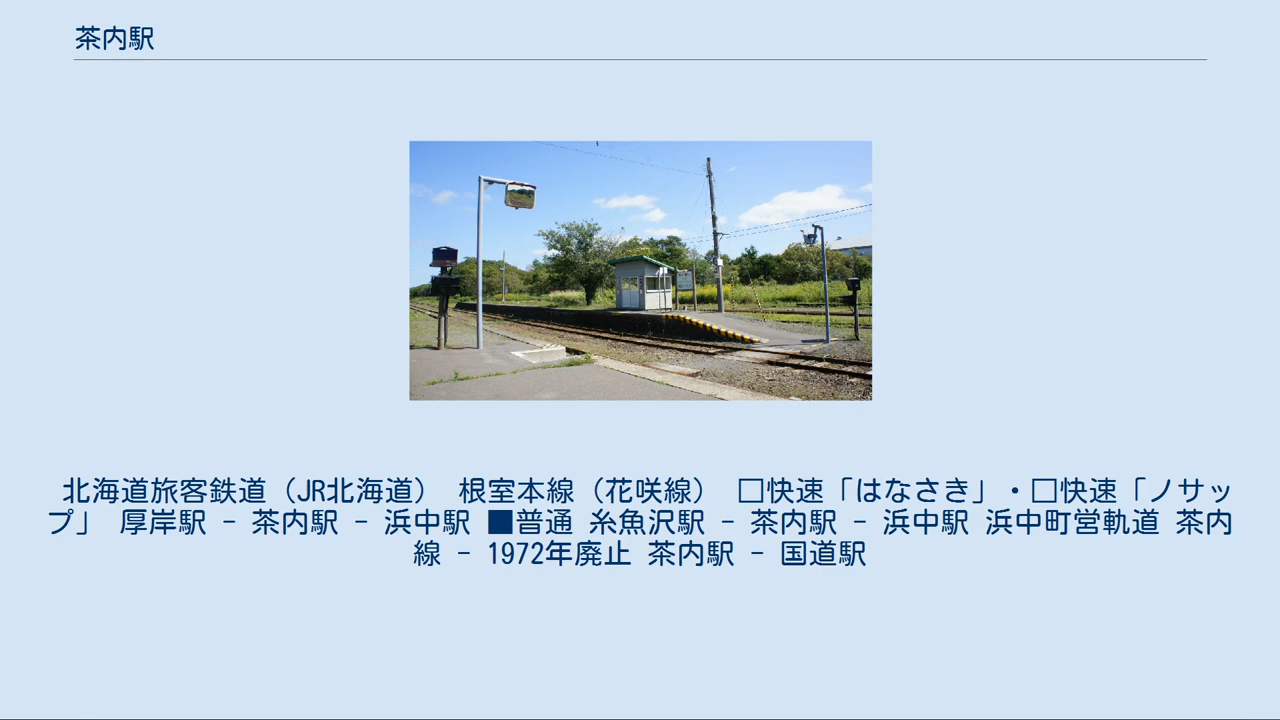 茶内駅
北海道旅客鉄道（JR北海道） 根室本線（花咲線） □快速「はなさき」・□快速「ノサッ
プ」 厚岸駅 - 茶内駅 - 浜中駅 ■普通 糸魚沢駅 - 茶内駅 - 浜中駅 浜中町営軌道 茶内
線 - 1972年廃止 茶内駅 - 国道駅